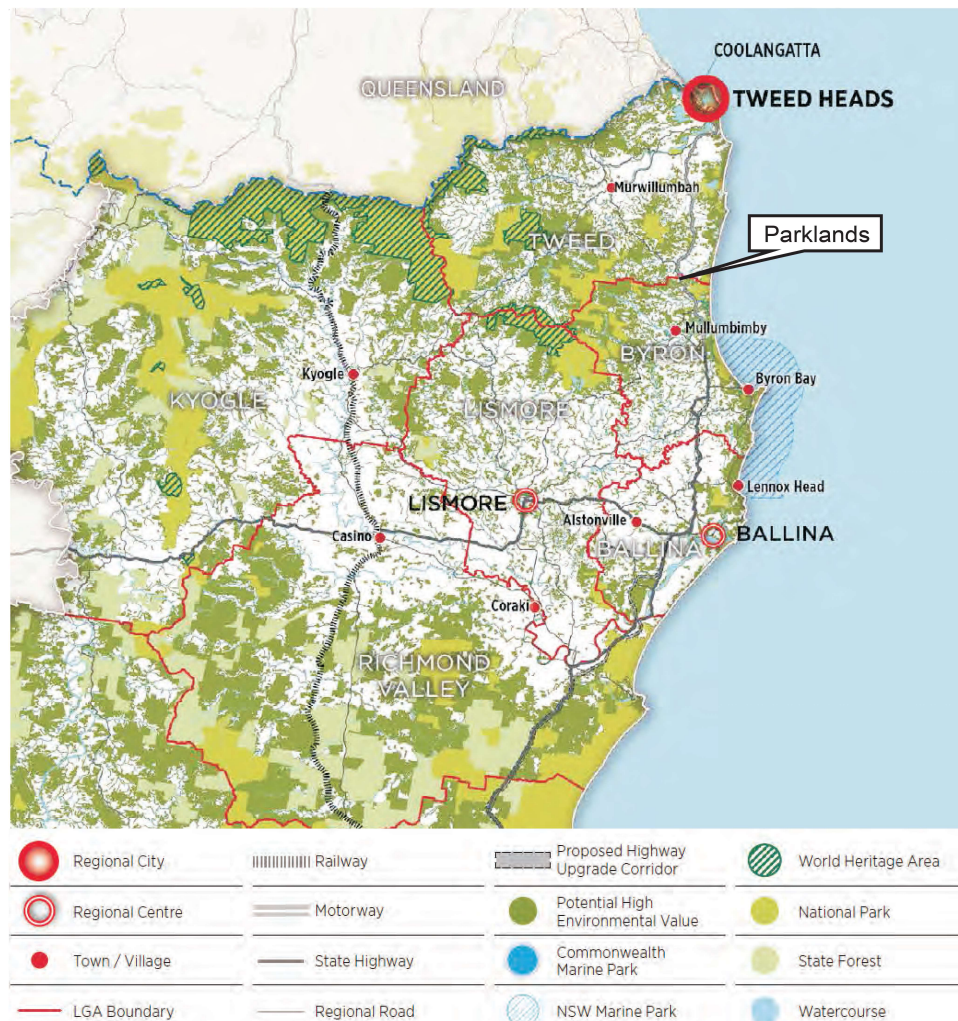 COOLANGATTA
QUEENSLAND
TWEED HEADS
Murwillumbah
TWEED
Parklands
Mullumbimby
BYRON
Byron Bay
Kyogle
KYOGLE
LISMORE
Lennox Head
LISMORE
Alstonville
BALLINA
BALLINA
Casino
Coraki
RICHMOND
VALLEY
Regional City
Railway
Proposed Highway
Upgrade Corridor
World Heritage Area
Regional Centre
Motorway
Potential High
Environmental Value
National Park
Town / Village
State Highway
Commonwealth
Marine Park
State Forest
LGA Boundary
Regional Road
NSW Marine Park
Watercourse